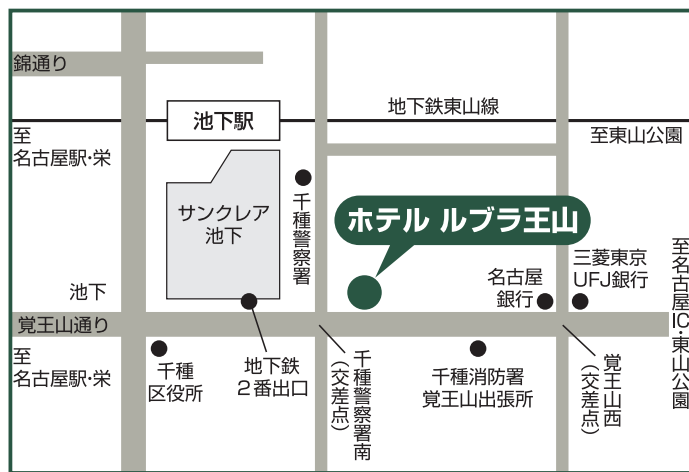 錦通り
池下駅
地下鉄東山線
至
名古屋駅・栄
至東山公園
サンクレア
池下
千種警察署
ホテル ルブラ王山
池下
名古屋
銀行
三菱東京
UFJ銀行
至名古屋IC・東山公園
覚王山通り
至
名古屋駅・栄
千種
区役所
地下鉄
2番出口
千種警察署南
(交差点)
千種消防署
覚王山出張所
覚王山西
(交差点)